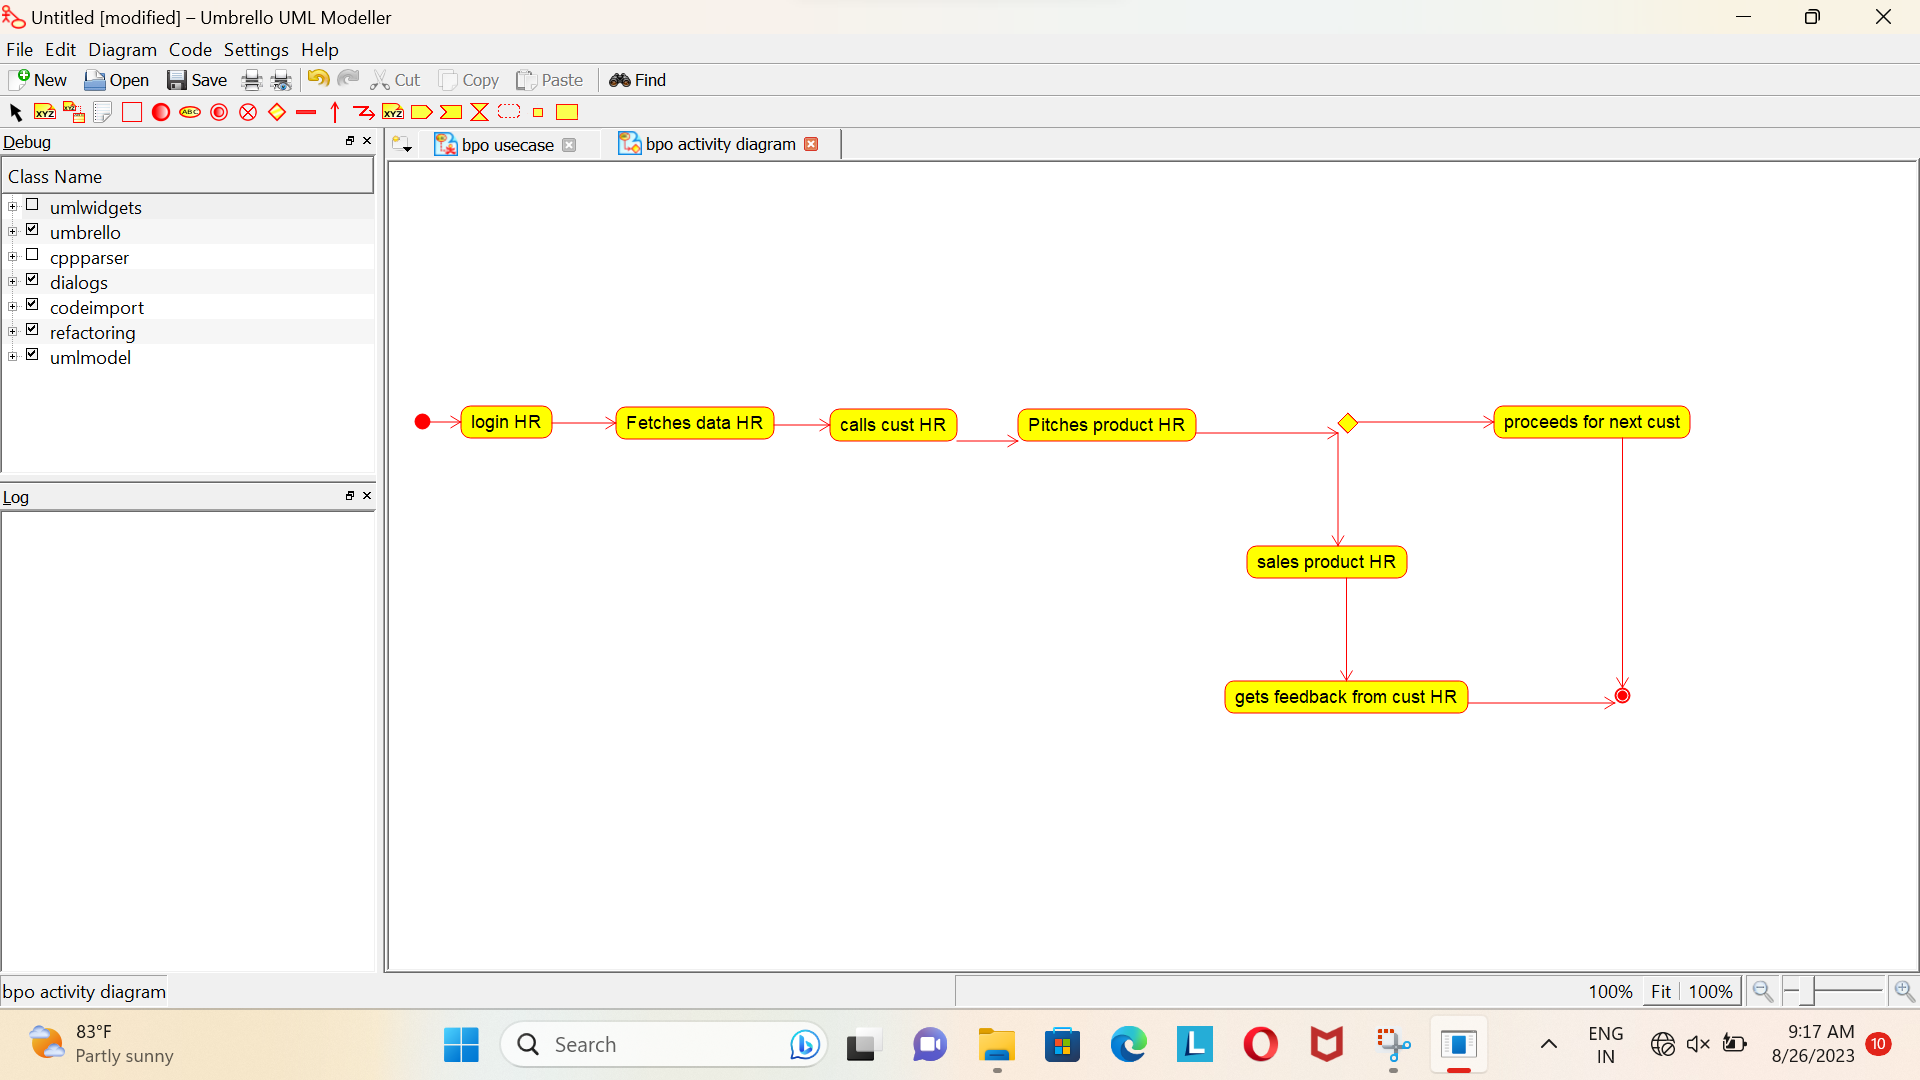 Untitled [modified] – Umbrello UML Modeller
File Edit Diagram Code Settings Help
New Open Save Cut Copy Paste Find
XYZ XYZ ABC XYZ
Debug
bpo usecase bpo activity diagram
Class Name
umlwidgets
umbrello
cppparser
dialogs
codeimport
refactoring
umlmodel
login HR Fetches data HR calls cust HR Pitches product HR proceeds for next cust
sales product HR
gets feedback from cust HR
Log
bpo activity diagram
100% Fit 100%
83°F
Partly sunny
Search
L
ENG
IN
9:17 AM
8/26/2023
10